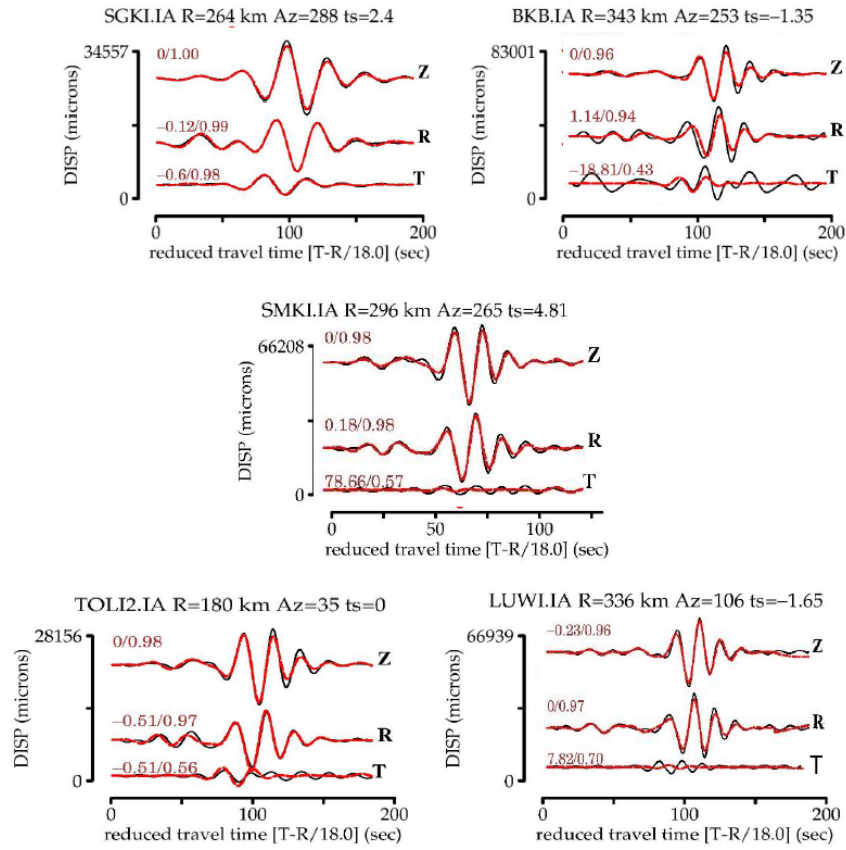 SGKI.IA R=264 km Az=288 ts=2.4
34557
0/1.00
Z
−0.12/0.99
R
DISP (microns)
−0.6/0.98
T
0
0 100 200
reduced travel time [T-R/18.0] (sec)
BKB.IA R=343 km Az=253 ts=−1.35
83001
0/0.96
Z
1.14/0.94
R
DISP (microns)
−18.81/0.43
T
0
0 100 200
reduced travel time [T-R/18.0] (sec)
SMKI.IA R=296 km Az=265 ts=4.81
66208
0/0.98
Z
0.18/0.98
R
DISP (microns)
78.66/0.57
T
0
0 50 100
reduced travel time [T-R/18.0] (sec)
TOLI2.IA R=180 km Az=35 ts=0
28156
0/0.98
Z
−0.51/0.97
R
DISP (microns)
−0.51/0.56
T
0
0 100 200
reduced travel time [T-R/18.0] (sec)
LUWI.IA R=336 km Az=106 ts=−1.65
66939
−0.23/0.96
Z
0/0.97
R
DISP (microns)
7.82/0.70
T
0
0 100 200
reduced travel time [T-R/18.0] (sec)